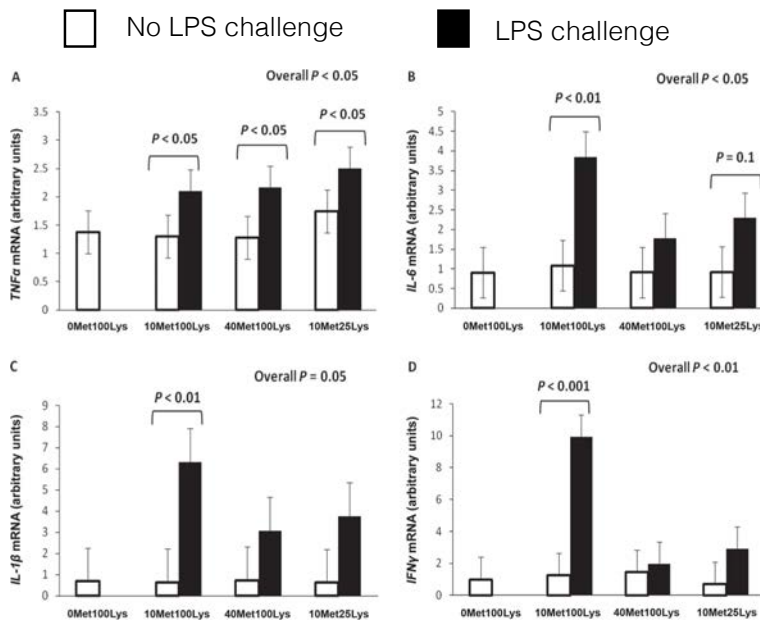 No LPS challenge
LPS challenge
A
Overall P < 0.05
P < 0.05
P < 0.05
P < 0.05
TNFα mRNA (arbitrary units)
3.5
3
2.5
2
1.5
1
0.5
0
0Met100Lys 10Met100Lys 40Met100Lys 10Met25Lys
B
Overall P < 0.05
P < 0.01
P = 0.1
IL-6 mRNA (arbitrary units)
5
4.5
4
3.5
3
2.5
2
1.5
1
0.5
0
0Met100Lys 10Met100Lys 40Met100Lys 10Met25Lys
C
Overall P = 0.05
P < 0.01
IL-1β mRNA (arbitrary units)
9
8
7
6
5
4
3
2
1
0
0Met100Lys 10Met100Lys 40Met100Lys 10Met25Lys
D
Overall P < 0.01
P < 0.001
IFNγ mRNA (arbitrary units)
12
10
8
6
4
2
0
0Met100Lys 10Met100Lys 40Met100Lys 10Met25Lys